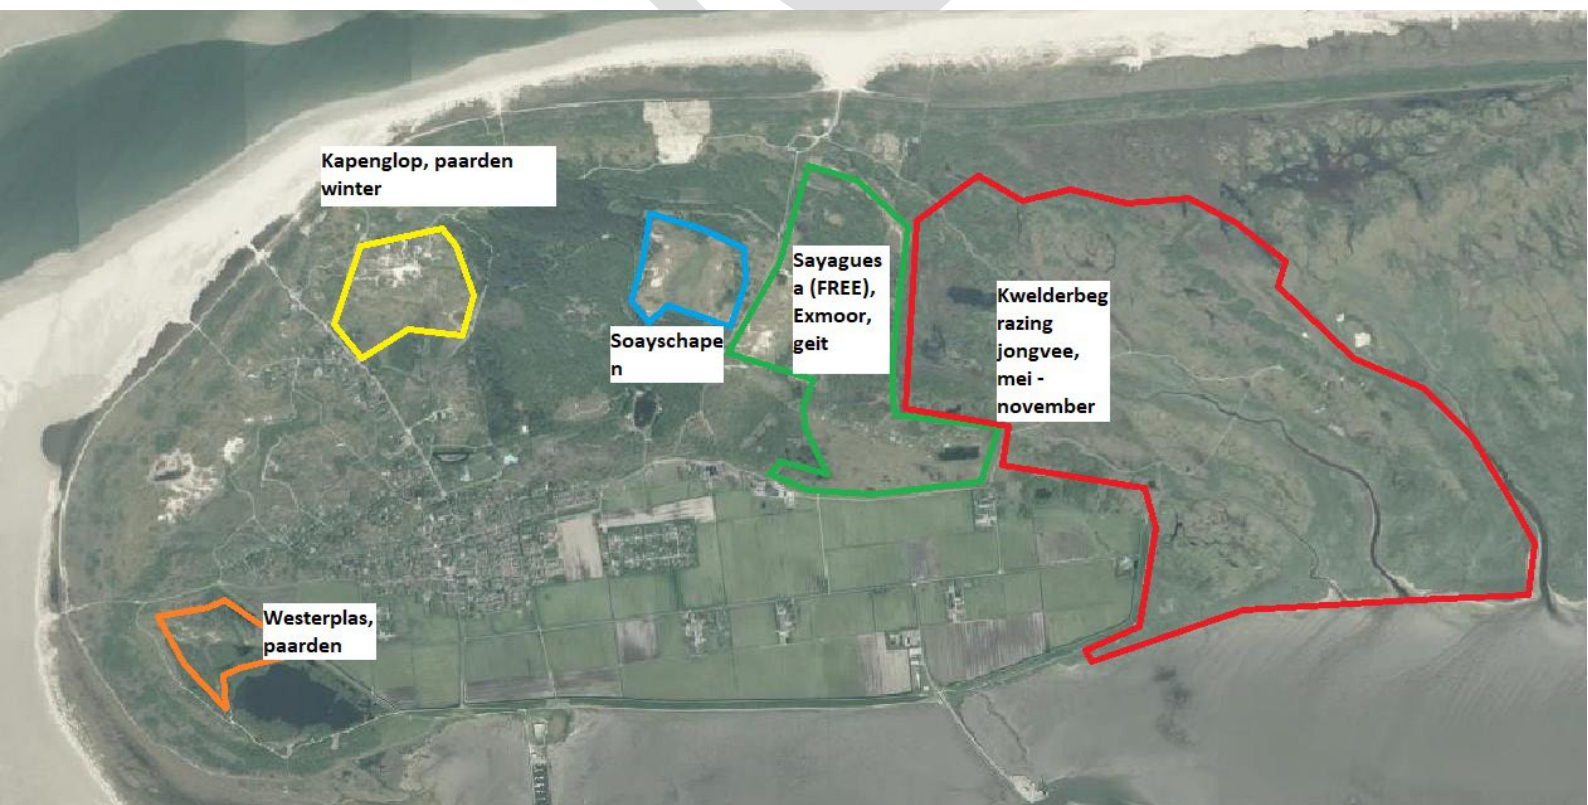 Kapenglop, paarden
winter
Soayschape
n
Sayagues
a (FREE),
Exmoor,
geit
Kwelderbeg
razing
jongvee,
mei -
november
Westerplas,
paarden